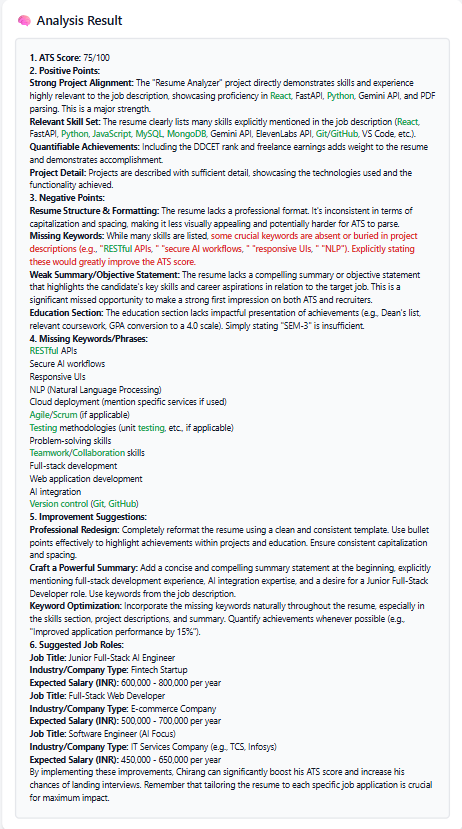 Analysis Result
1. ATS Score: 75/100
2. Positive Points:
Strong Project Alignment: The "Resume Analyzer" project directly demonstrates skills and experience
highly relevant to the job description, showcasing proficiency in React, FastAPI, Python, Gemini API, and PDF
parsing. This is a major strength.
Relevant Skill Set: The resume clearly lists many skills explicitly mentioned in the job description (React,
FastAPI, Python, JavaScript, MySQL, MongoDB, Gemini API, ElevenLabs API, Git/GitHub, VS Code, etc.).
Quantifiable Achievements: Including the DDCET rank and freelance earnings adds weight to the resume
and demonstrates accomplishment.
Project Detail: Projects are described with sufficient detail, showcasing the technologies used and the
functionality achieved.
3. Negative Points:
Resume Structure & Formatting: The resume lacks a professional format. It's inconsistent in terms of
capitalization and spacing, making it less visually appealing and potentially harder for ATS to parse.
Missing Keywords: While many skills are listed, some crucial keywords are absent or buried in project
descriptions (e.g., "RESTful APIs, " "secure AI workflows, " "responsive UIs, " "NLP"). Explicitly stating
these would greatly improve the ATS score.
Weak Summary/Objective Statement: The resume lacks a compelling summary or objective statement
that highlights the candidate's key skills and career aspirations in relation to the target job. This is a
significant missed opportunity to make a strong first impression on both ATS and recruiters.
Education Section: The education section lacks impactful presentation of achievements (e.g., Dean's list,
relevant coursework, GPA conversion to a 4.0 scale). Simply stating "SEM-3" is insufficient.
4. Missing Keywords/Phrases:
RESTful APIs
Secure AI workflows
Responsive UIs
NLP (Natural Language Processing)
Cloud deployment (mention specific services if used)
Agile/Scrum (if applicable)
Testing methodologies (unit testing, etc., if applicable)
Problem-solving skills
Teamwork/Collaboration skills
Full-stack development
Web application development
AI integration
Version control (Git, GitHub)
5. Improvement Suggestions:
Professional Redesign: Completely reformat the resume using a clean and consistent template. Use bullet
points effectively to highlight achievements within projects and education. Ensure consistent capitalization
and spacing.
Craft a Powerful Summary: Add a concise and compelling summary statement at the beginning, explicitly
mentioning full-stack development experience, AI integration expertise, and a desire for a Junior Full-Stack
Developer role. Use keywords from the job description.
Keyword Optimization: Incorporate the missing keywords naturally throughout the resume, especially in
the skills section, project descriptions, and summary. Quantify achievements whenever possible (e.g.,
"Improved application performance by 15%").
6. Suggested Job Roles:
Job Title: Junior Full-Stack AI Engineer
Industry/Company Type: Fintech Startup
Expected Salary (INR): 600,000 - 800,000 per year
Job Title: Full-Stack Web Developer
Industry/Company Type: E-commerce Company
Expected Salary (INR): 500,000 - 700,000 per year
Job Title: Software Engineer (AI Focus)
Industry/Company Type: IT Services Company (e.g., TCS, Infosys)
Expected Salary (INR): 450,000 - 650,000 per year
By implementing these improvements, Chirang can significantly boost his ATS score and increase his
chances of landing interviews. Remember that tailoring the resume to each specific job application is crucial
for maximum impact.